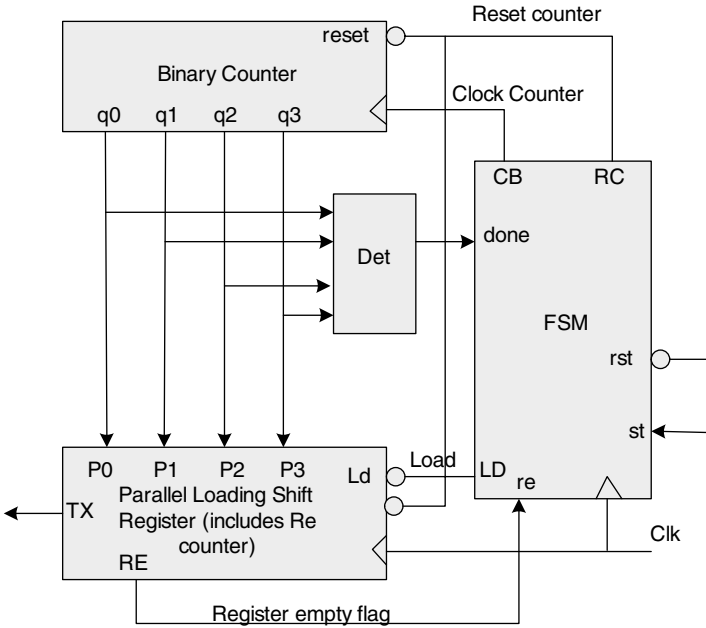 Reset counter
reset
Binary Counter
Clock Counter
q0 q1 q2 q3
CB RC
done
Det
FSM
rst
st
P0 P1 P2 P3 Ld
Load
LD
re
TX
Parallel Loading Shift
Register (includes Re
counter)
Clk
RE
Register empty flag